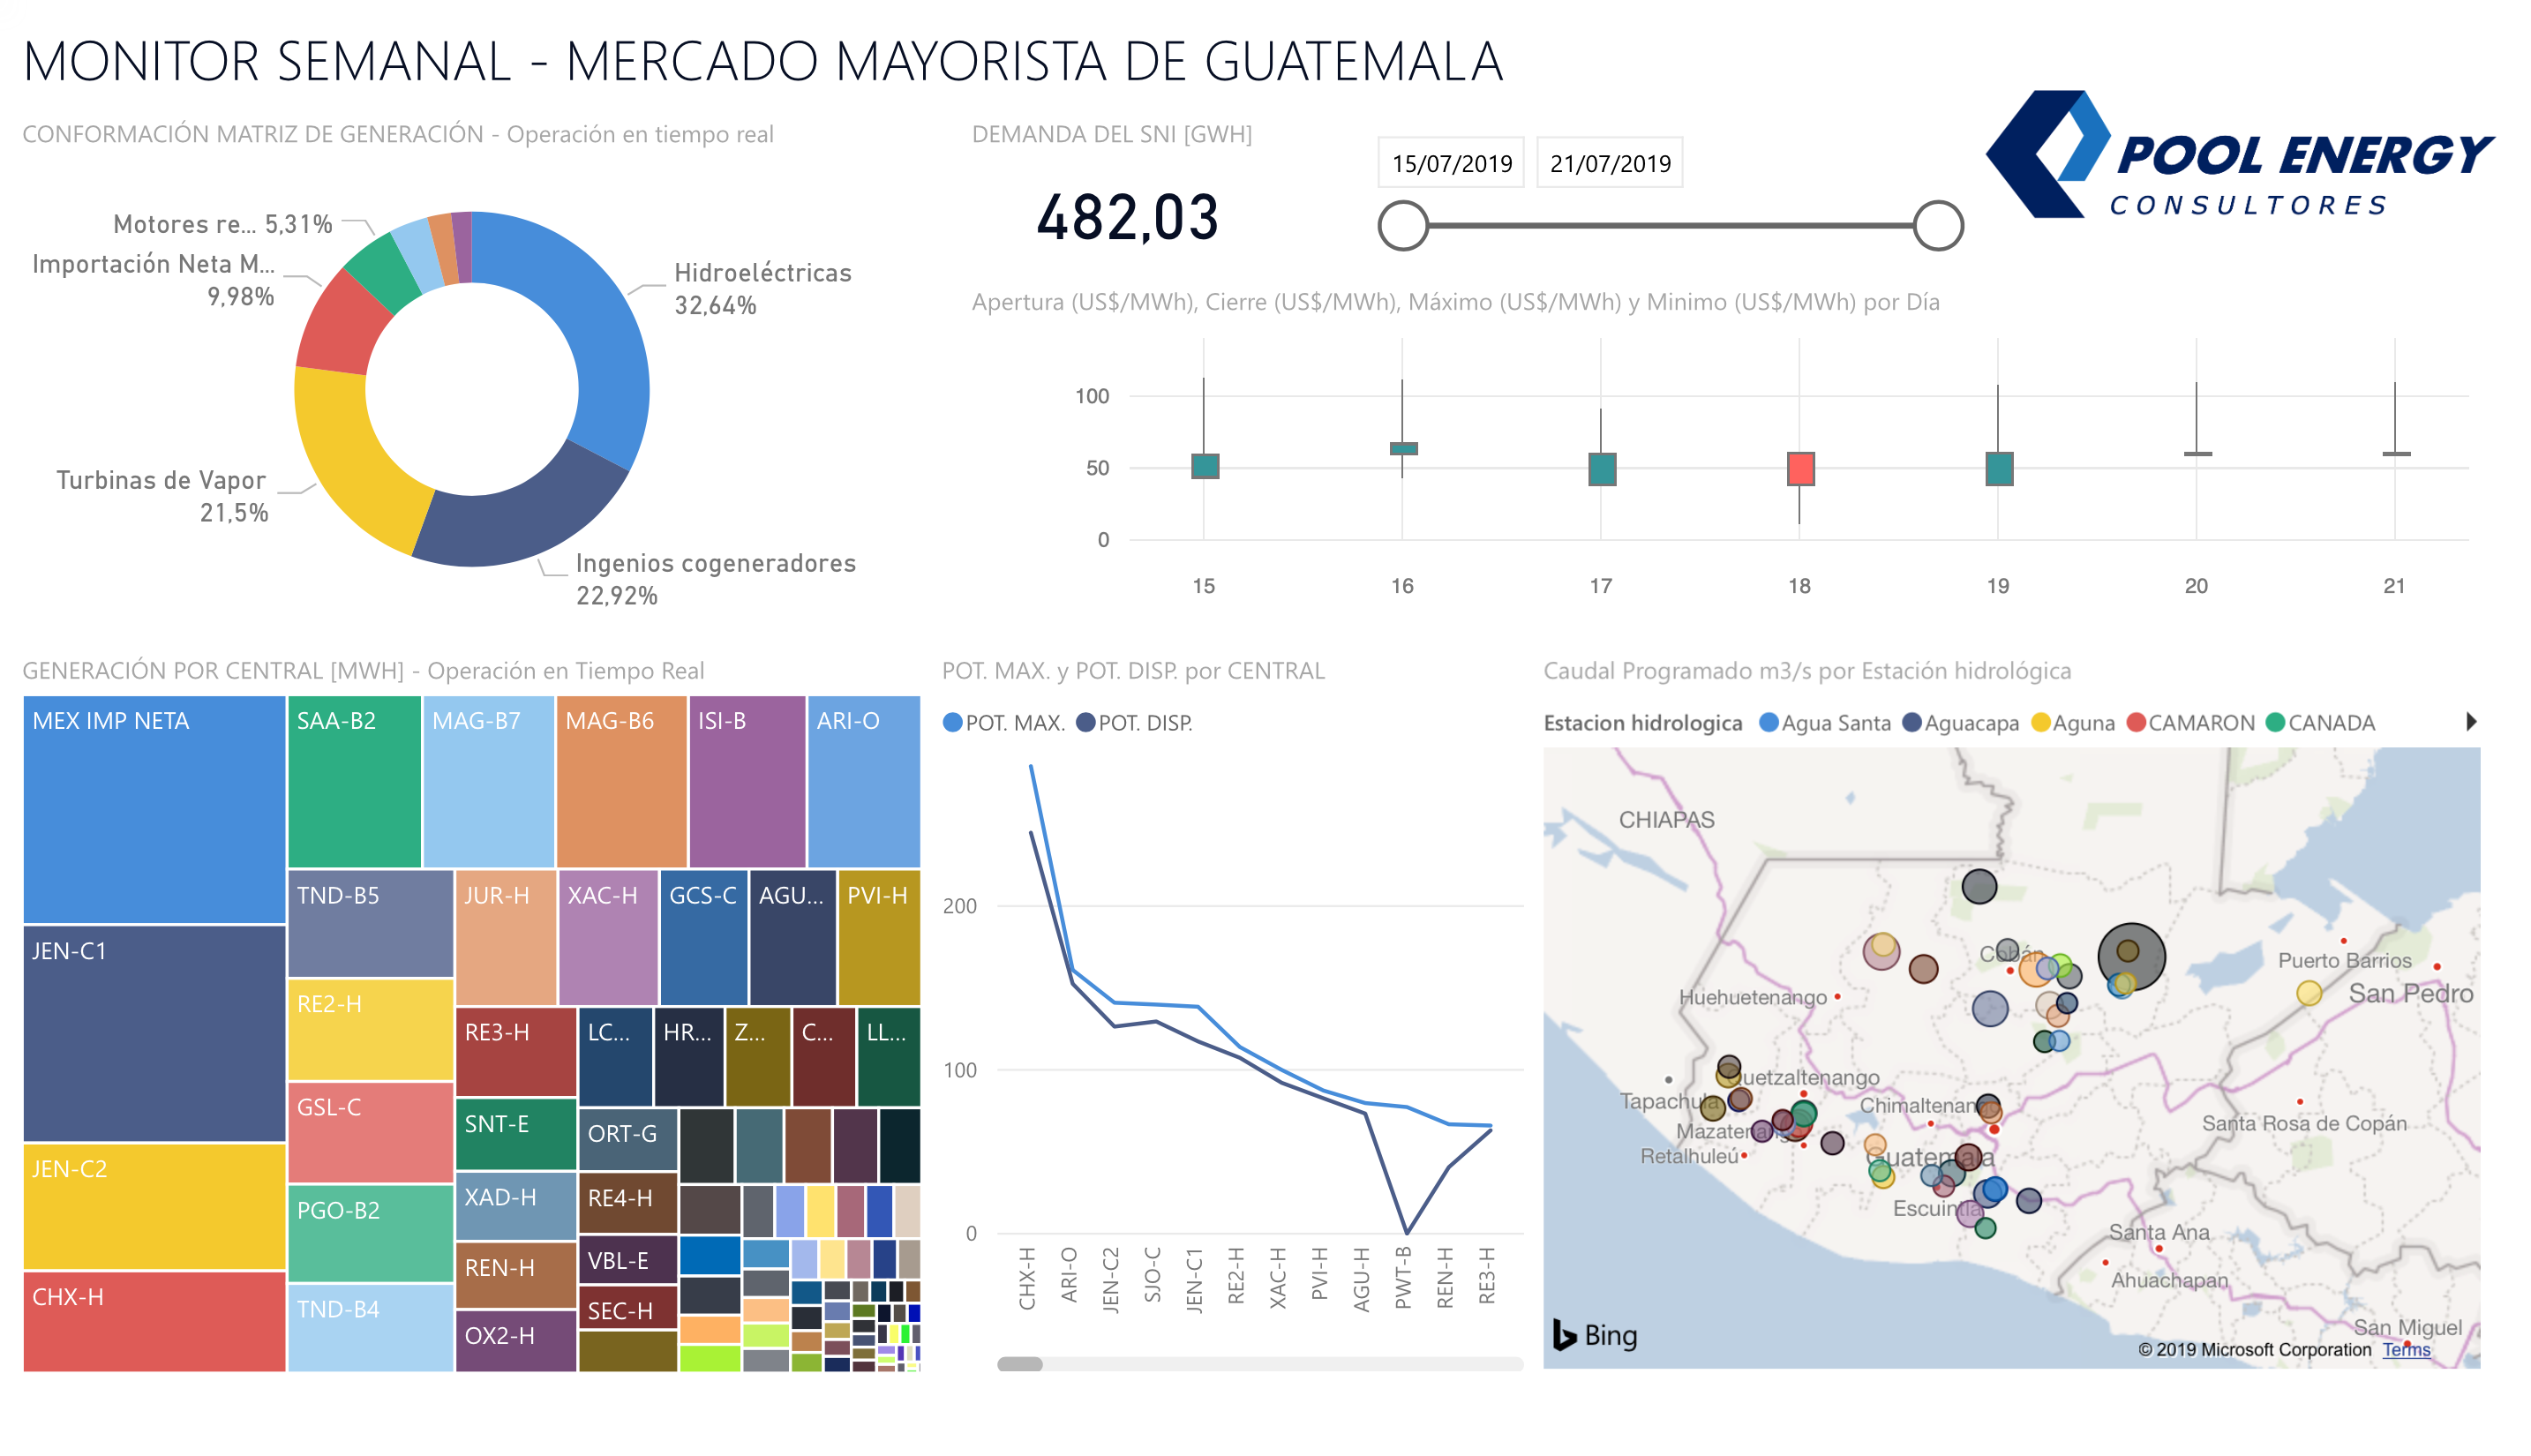 MONITOR SEMANAL - MERCADO MAYORISTA DE GUATEMALA
CONFORMACIÓN MATRIZ DE GENERACIÓN - Operación en tiempo real
Motores re... 5,31%
Importación Neta M...
9,98%
Hidroeléctricas
32,64%
Turbinas de Vapor
21,5%
Ingenios cogeneradores
22,92%
DEMANDA DEL SNI [GWH]
482,03
15/07/2019 21/07/2019
POOL ENERGY
CONSULTORES
Apertura (US$/MWh), Cierre (US$/MWh), Máximo (US$/MWh) y Minimo (US$/MWh) por Día
100
50
0
15 16 17 18 19 20 21
GENERACIÓN POR CENTRAL [MWH] - Operación en Tiempo Real
MEX IMP NETA
SAA-B2
MAG-B7
MAG-B6
ISI-B
ARI-O
TND-B5
JUR-H
XAC-H
GCS-C
AGU...
PVI-H
JEN-C1
RE2-H
RE3-H
LC...
HR...
Z...
C...
LL...
GSL-C
SNT-E
ORT-G
JEN-C2
PGO-B2
XAD-H
RE4-H
REN-H
VBL-E
CHX-H
TND-B4
SEC-H
OX2-H
POT. MAX. y POT. DISP. por CENTRAL
POT. MAX. POT. DISP.
200
100
0
CHX-H
ARI-O
JEN-C2
SJO-C
JEN-C1
RE2-H
XAC-H
PVI-H
AGU-H
PWT-B
REN-H
RE3-H
Caudal Programado m3/s por Estación hidrológica
Estacion hidrologica Agua Santa Aguacapa Aguna CAMARON CANADA
CHIAPAS
Cobán
Puerto Barrios
San Pedro
Huehuetenango
Quetzaltenango
Tapachula
Chimaltenango
Mazatenango
Santa Rosa de Copán
Retalhuleú
Guatemala
Escuintla
Santa Ana
Ahuachapan
San Miguel
Bing
© 2019 Microsoft Corporation Terms